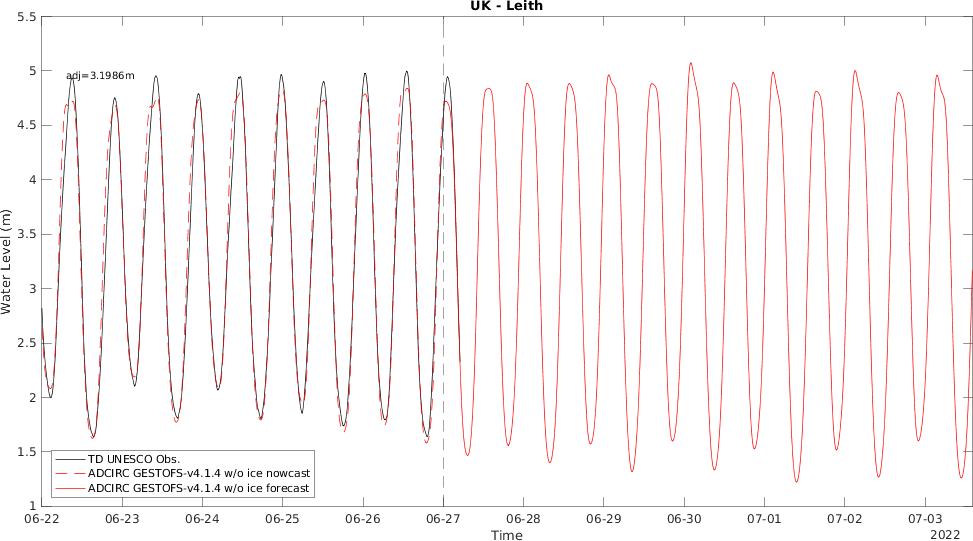 UK - Leith
5.5
5
4.5
4
3.5
3
2.5
2
1.5
1
Water Level (m)
adj=3.1986m
TD UNESCO Obs.
ADCIRC GESTOFS-v4.1.4 w/o ice nowcast
ADCIRC GESTOFS-v4.1.4 w/o ice forecast
06-22 06-23 06-24 06-25 06-26 06-27 06-28 06-29 06-30 07-01 07-02 07-03
2022
Time